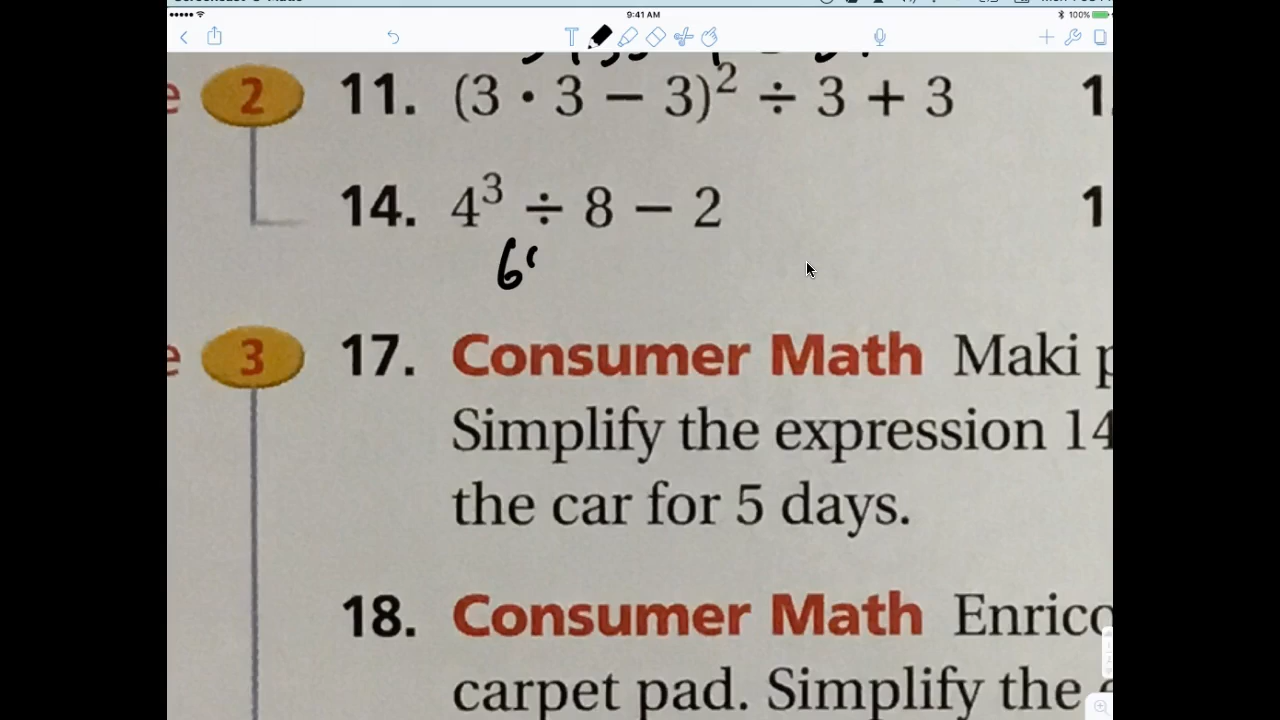 9:41 AM
100%
T
2 11. (3 · 3 − 3)² ÷ 3 + 3
14. 4³ ÷ 8 − 2
3 17. Consumer Math Maki
Simplify the expression 14
the car for 5 days.
18. Consumer Math Enrico
carpet pad. Simplify the